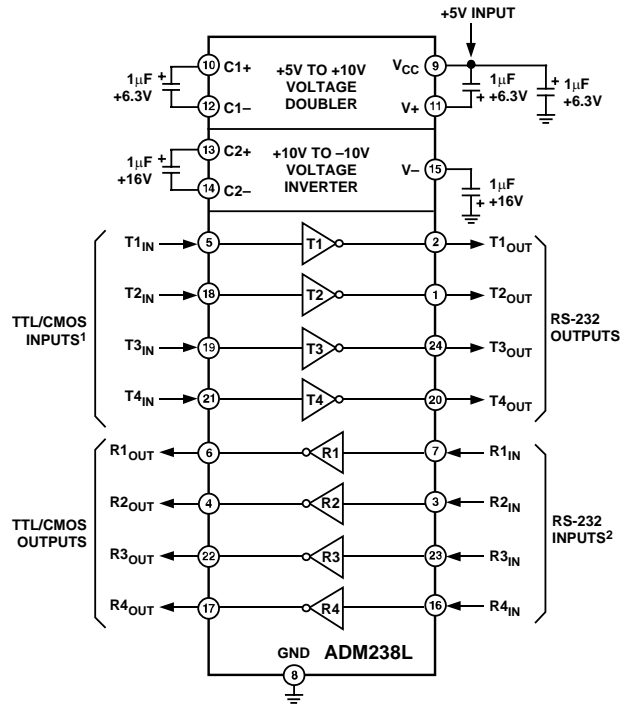 +5V INPUT
10 C1+ +5V TO +10V VOLTAGE DOUBLER VCC 9
1µF +6.3V
12 C1– V+ 11
1µF +6.3V
1µF +6.3V
13 C2+ +10V TO –10V VOLTAGE INVERTER V– 15
1µF +16V
14 C2–
1µF +16V
T1IN 5 T1 2 T1OUT
T2IN 18 T2 1 T2OUT
TTL/CMOS INPUTS1
RS-232 OUTPUTS
T3IN 19 T3 24 T3OUT
T4IN 21 T4 20 T4OUT
R1OUT 6 R1 7 R1IN
R2OUT 4 R2 3 R2IN
TTL/CMOS OUTPUTS
RS-232 INPUTS2
R3OUT 22 R3 23 R3IN
R4OUT 17 R4 16 R4IN
GND ADM238L
8